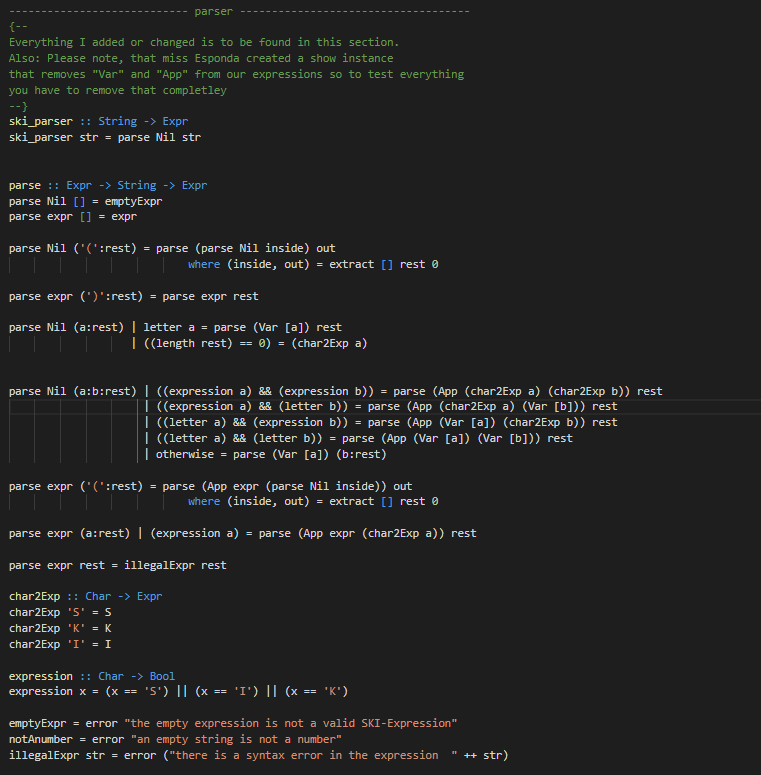 --------------------------- parser -----------------------------------
{--
Everything I added or changed is to be found in this section.
Also: Please note, that miss Esponda created a show instance
that removes "Var" and "App" from our expressions so to test everything
you have to remove that completley
--}
ski_parser :: String -> Expr
ski_parser str = parse Nil str
parse :: Expr -> String -> Expr
parse Nil [] = emptyExpr
parse expr [] = expr
parse Nil ('(':rest) = parse (parse Nil inside) out
where (inside, out) = extract [] rest 0
parse expr (')':rest) = parse expr rest
parse Nil (a:rest) | letter a = parse (Var [a]) rest
| ((length rest) == 0) = (char2Exp a)
parse Nil (a:b:rest) | ((expression a) && (expression b)) = parse (App (char2Exp a) (char2Exp b)) rest
| ((expression a) && (letter b)) = parse (App (char2Exp a) (Var [b])) rest
| ((letter a) && (expression b)) = parse (App (Var [a]) (char2Exp b)) rest
| ((letter a) && (letter b)) = parse (App (Var [a]) (Var [b])) rest
| otherwise = parse (Var [a]) (b:rest)
parse expr ('(':rest) = parse (App expr (parse Nil inside)) out
where (inside, out) = extract [] rest 0
parse expr (a:rest) | (expression a) = parse (App expr (char2Exp a)) rest
parse expr rest = illegalExpr rest
char2Exp :: Char -> Expr
char2Exp 'S' = S
char2Exp 'K' = K
char2Exp 'I' = I
expression :: Char -> Bool
expression x = (x == 'S') || (x == 'I') || (x == 'K')
emptyExpr = error "the empty expression is not a valid SKI-Expression"
notAnumber = error "an empty string is not a number"
illegalExpr str = error ("there is a syntax error in the expression  " ++ str)